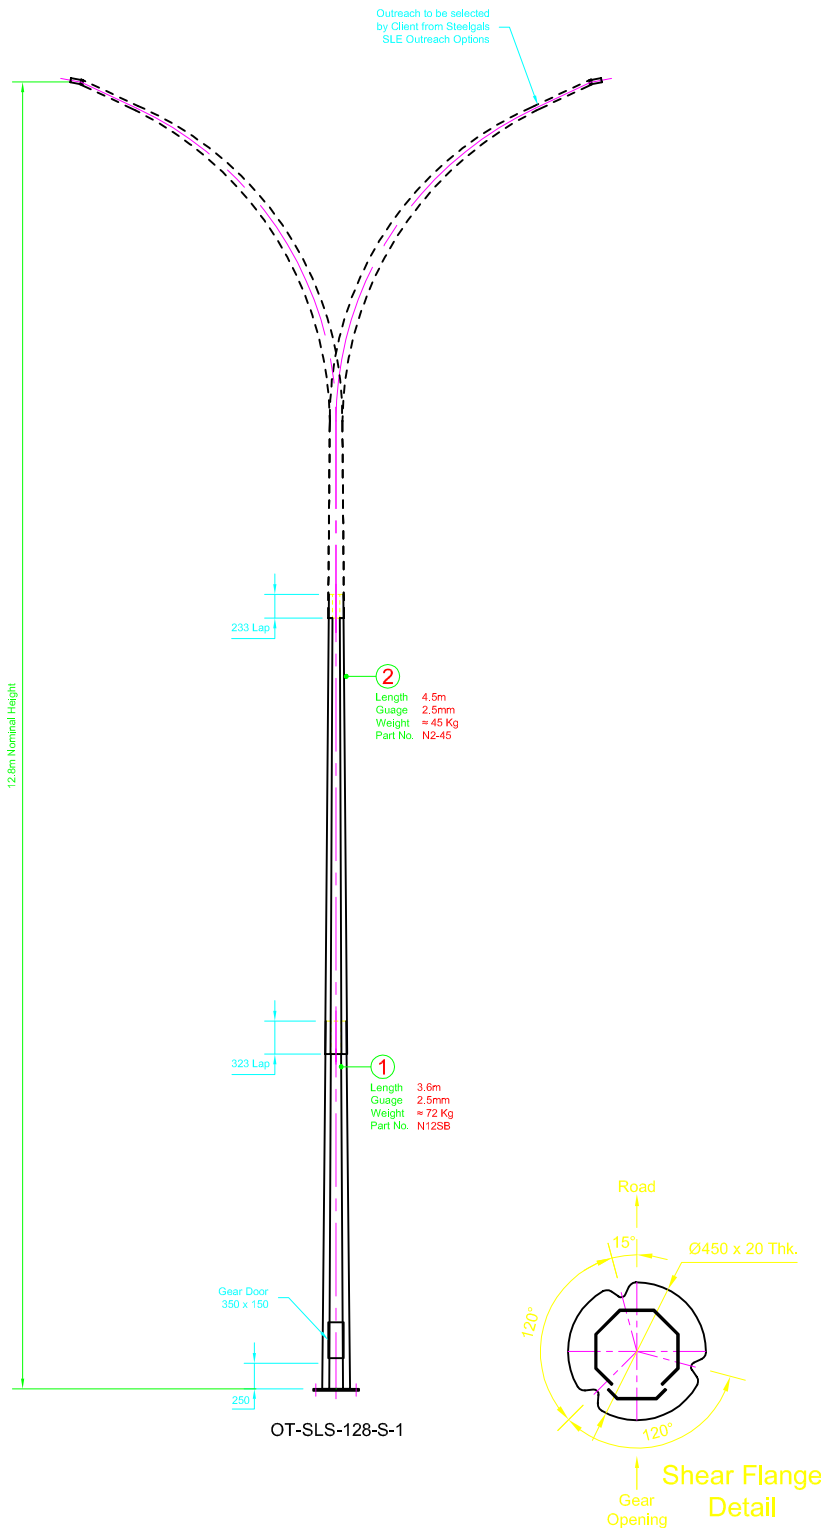 Outreach to be selected
by Client from Steelgals
SLE Outreach Options
12.8m Nominal Height
233 Lap
2
Length 4.5m
Guage 2.5mm
Weight ≈ 45 Kg
Part No. N2-45
323 Lap
1
Length 3.6m
Guage 2.5mm
Weight ≈ 72 Kg
Part No. N12SB
Gear Door
350 x 150
250
OT-SLS-128-S-1
Road
15°
Ø450 x 20 Thk.
120°
120°
Gear
Opening
Shear Flange
Detail